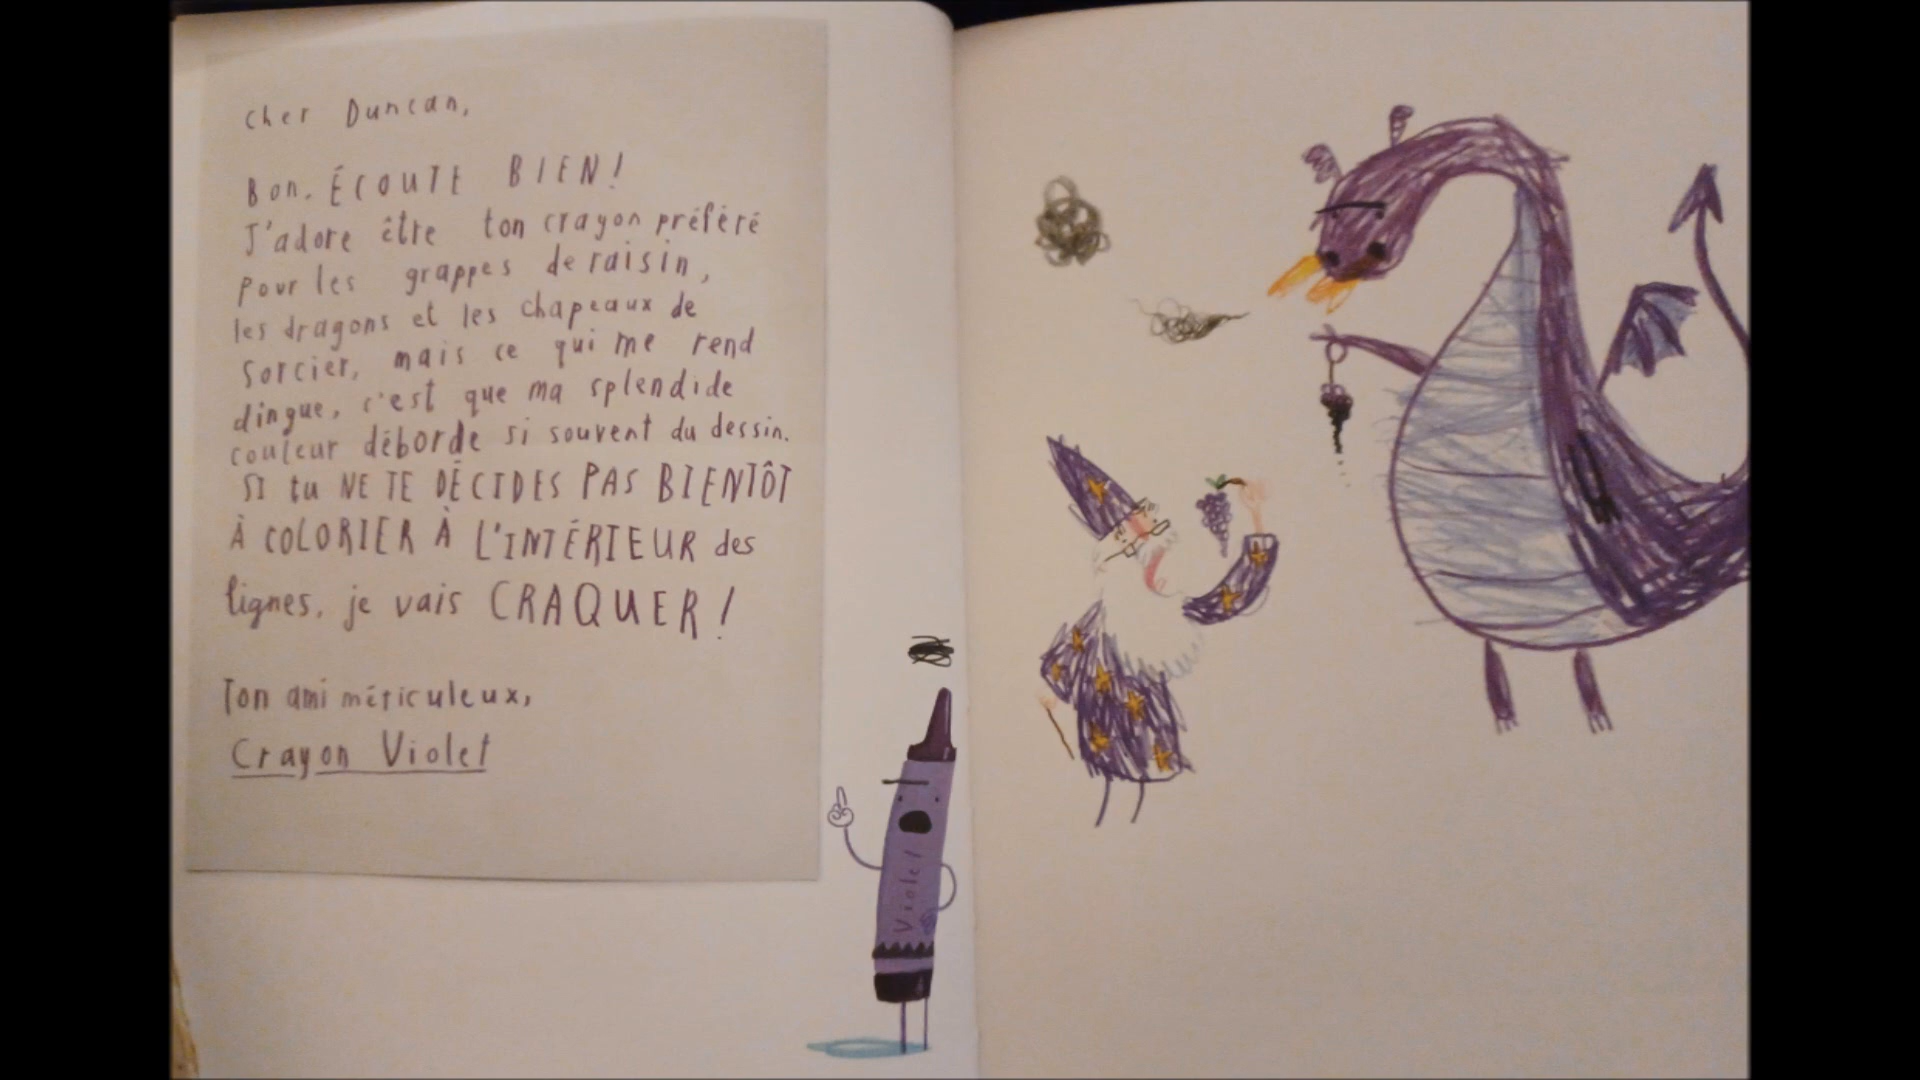 Cher Duncan,
Bon, ÉCOUTE BIEN!
J'adore être ton crayon préféré
pour les grappes de raisin,
les dragons et les chapeaux de
sorcier, mais ce qui me rend
dingue, c'est que ma splendide
couleur déborde si souvent du dessin.
SI tu NE TE DÉCIDES PAS BIENTÔT
À COLORIER À L'INTÉRIEUR des
lignes, je vais CRAQUER!
Ton ami méticuleux,
Crayon Violet
Violet